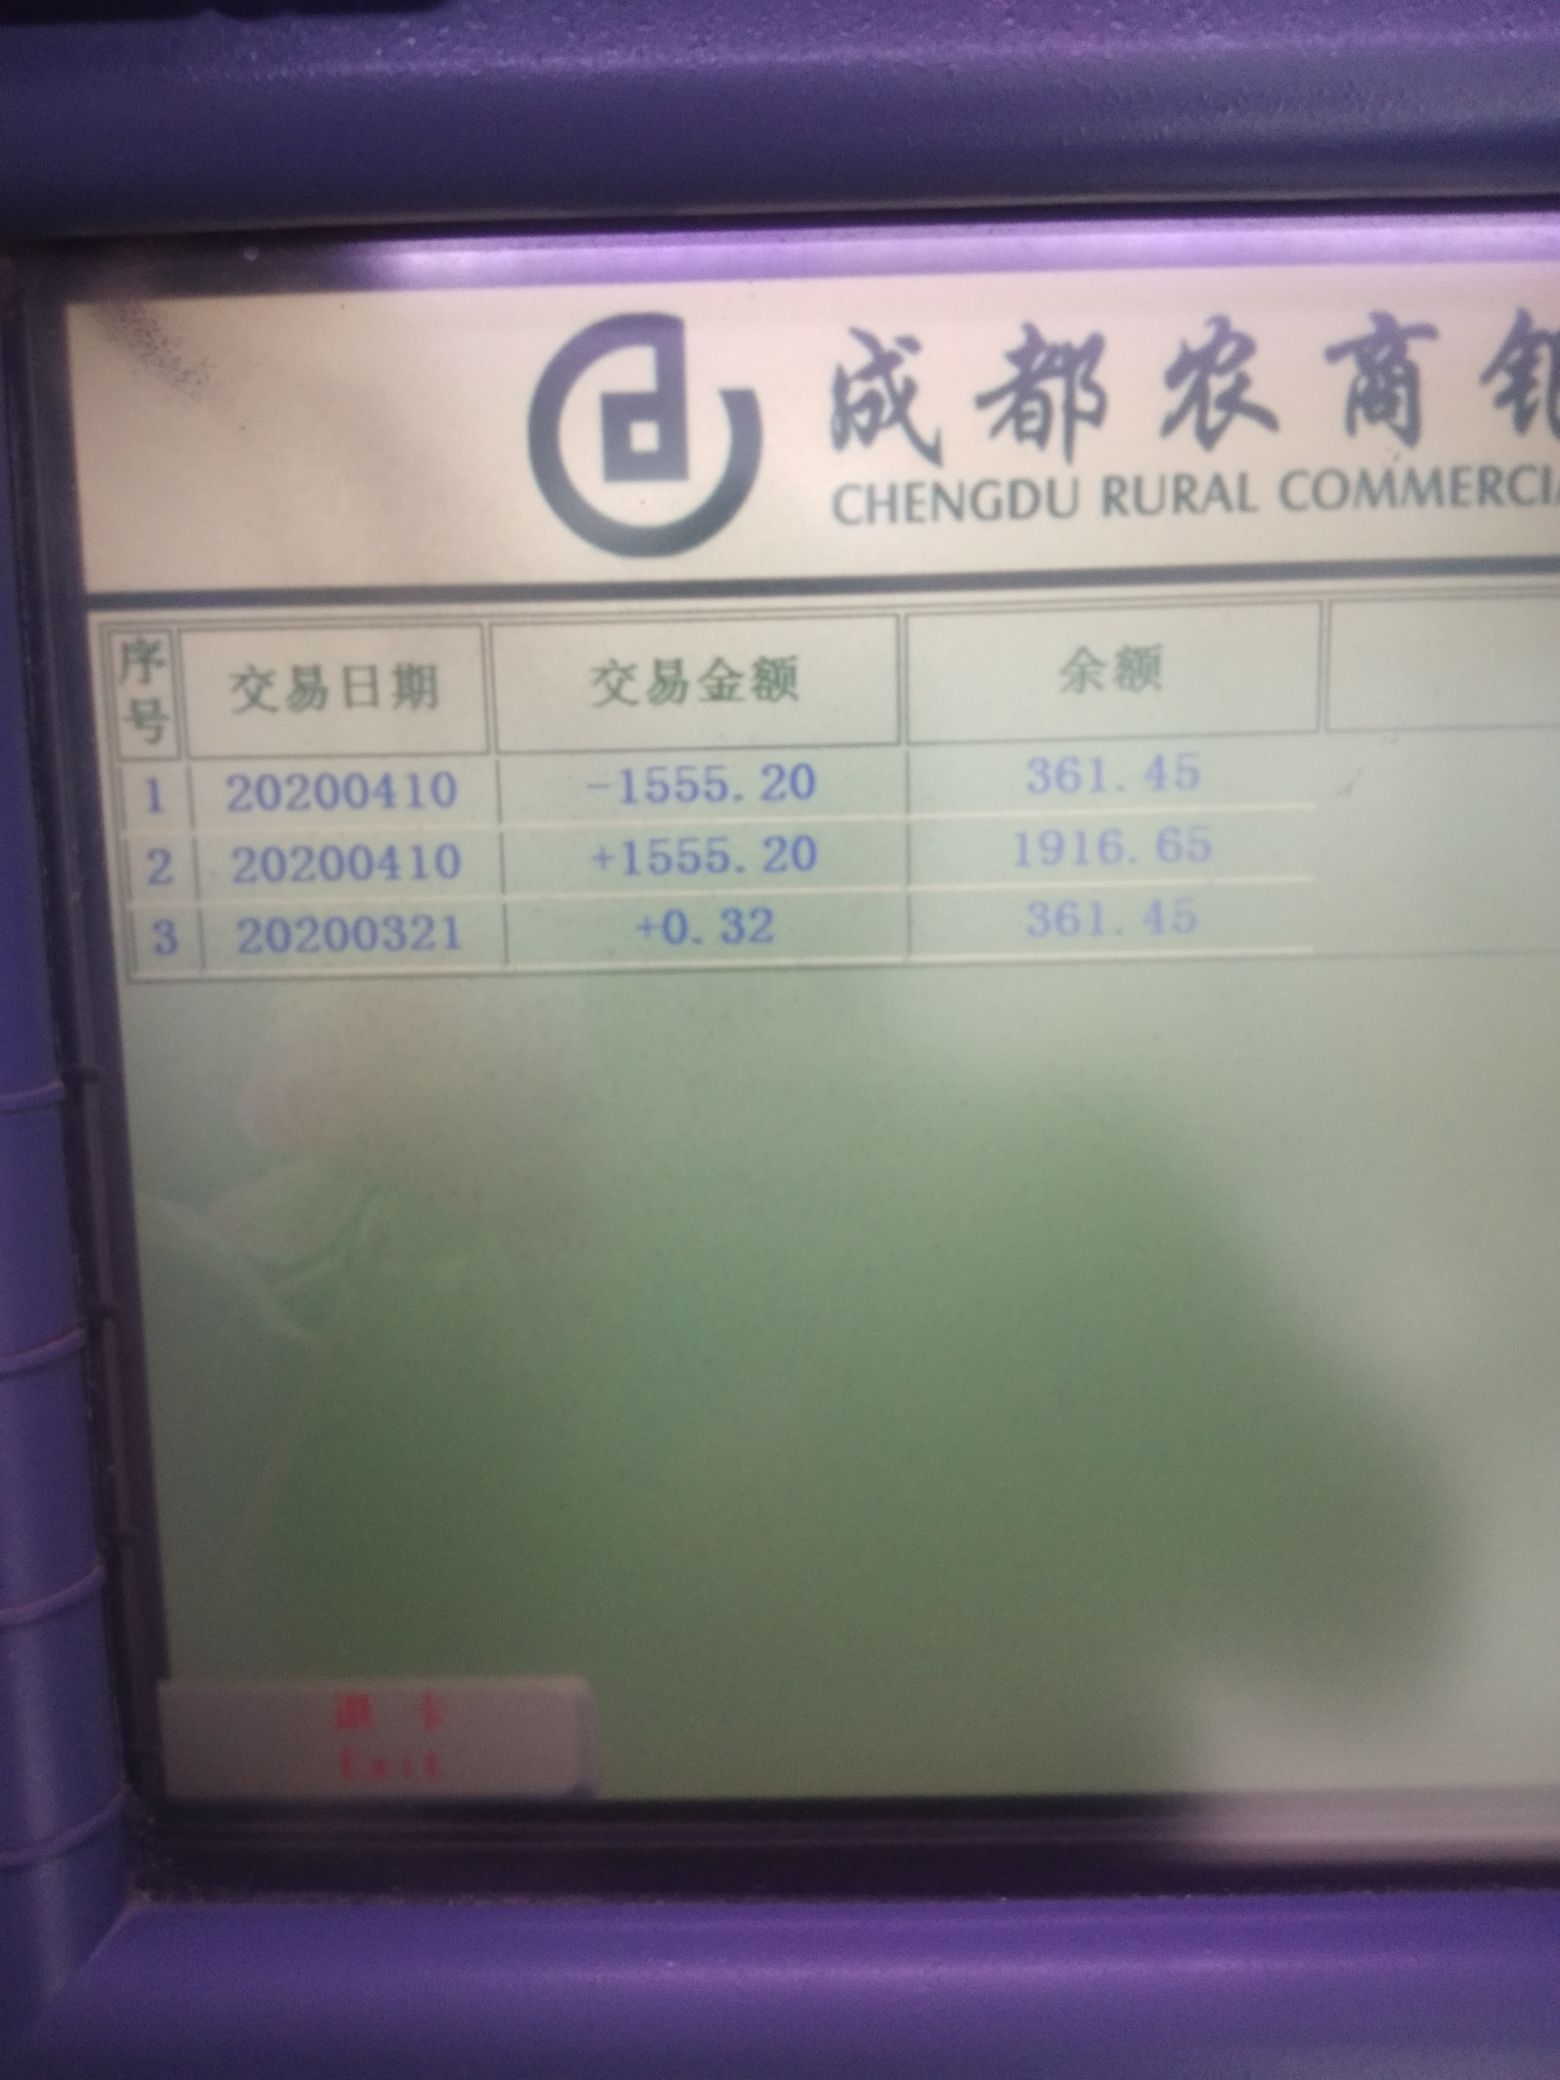 成都农商银
CHENGDU RURAL COMMERCIA
序号 交易日期 交易金额 余额
1 20200410 -1555.20 361.45
2 20200410 +1555.20 1916.65
3 20200321 +0.32 361.45
退 卡
Exit